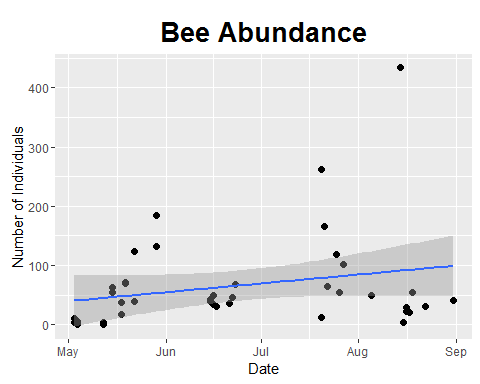 Bee Abundance
Number of Individuals
400
300
200
100
0
May Jun Jul Aug Sep
Date